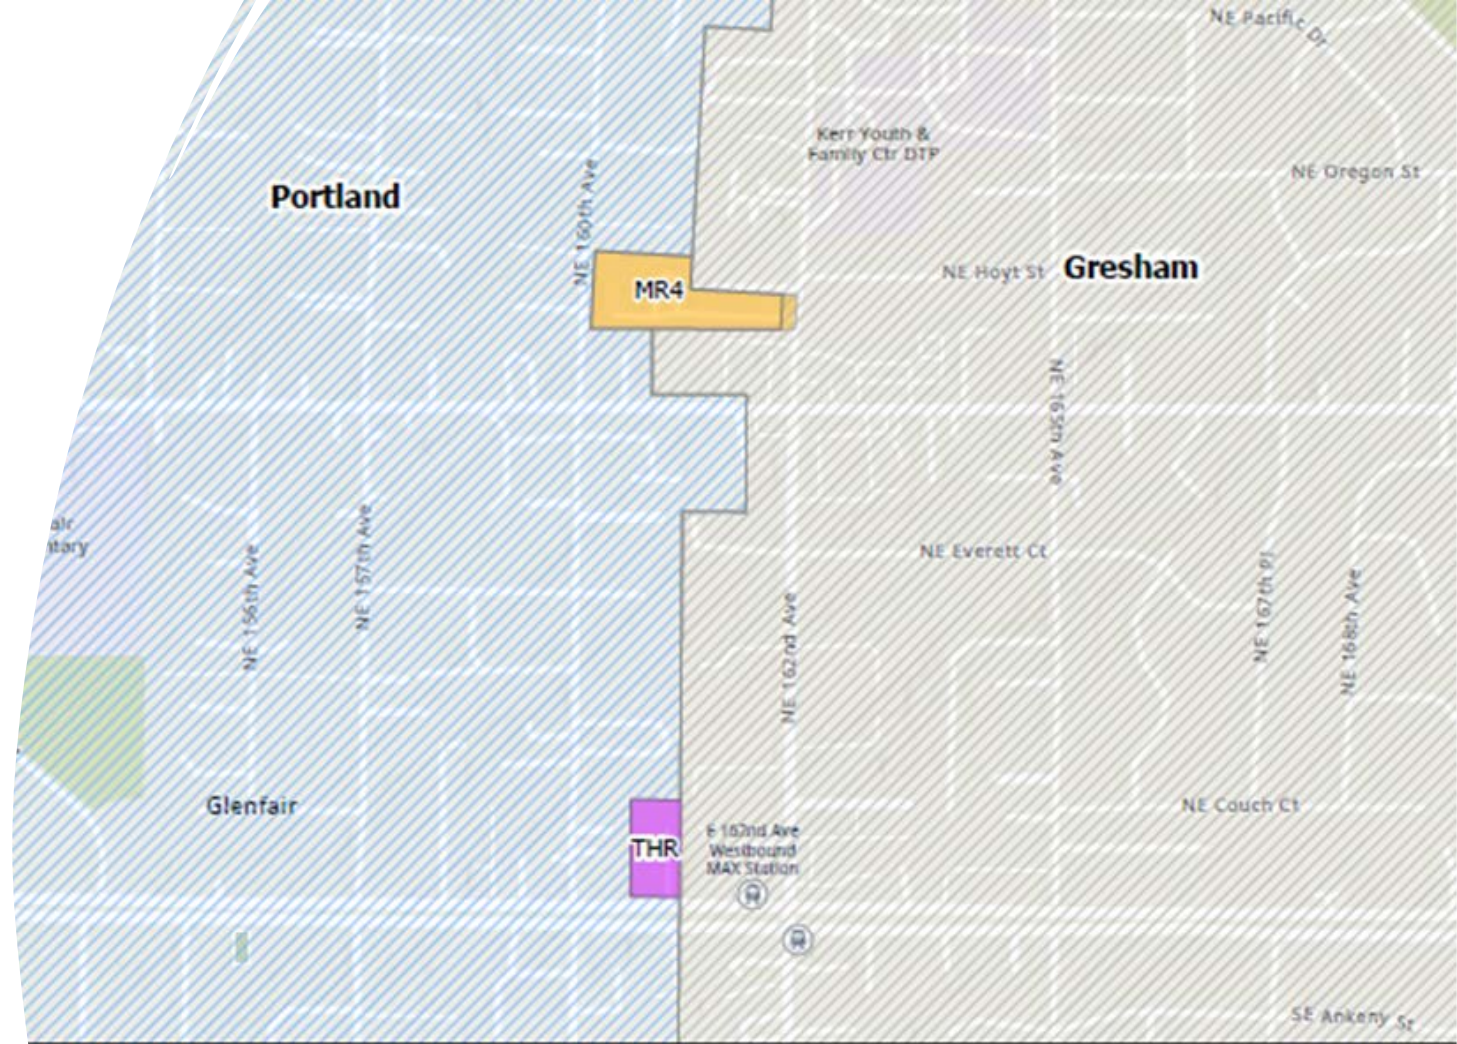 NE Pacific Dr
Kerr Youth &
Family Ctr DTP
NE Oregon St
Portland
NE 160th Ave
NE Hoyt St
Gresham
MR4
NE 165th Ave
NE Everett Ct
NE 156th Ave
NE 157th Ave
NE 162nd Ave
NE 167th Pl
NE 168th Ave
Glenfair
NE Couch Ct
THR
E 162nd Ave
Westbound
MAX Station
SE Ankeny St